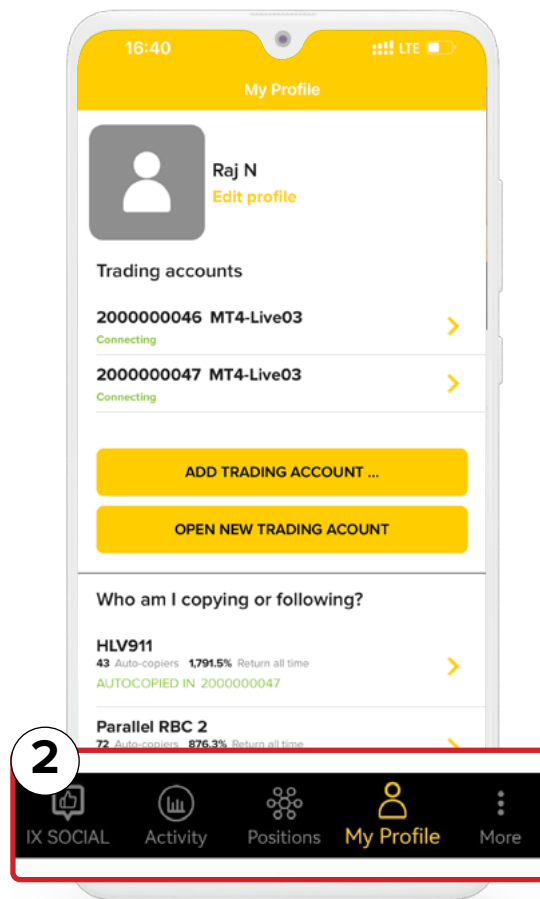 16:40 LTE
My Profile
Raj N
Edit profile
Trading accounts
2000000046 MT4-Live03
Connecting
2000000047 MT4-Live03
Connecting
ADD TRADING ACCOUNT ...
OPEN NEW TRADING ACOUNT
Who am I copying or following?
HLV911
43 Auto-copiers 1,791.5% Return all time
AUTOCOPIED IN 2000000047
Parallel RBC 2
72 Auto-copiers 876.3% Return all time
2
IX SOCIAL Activity Positions My Profile More